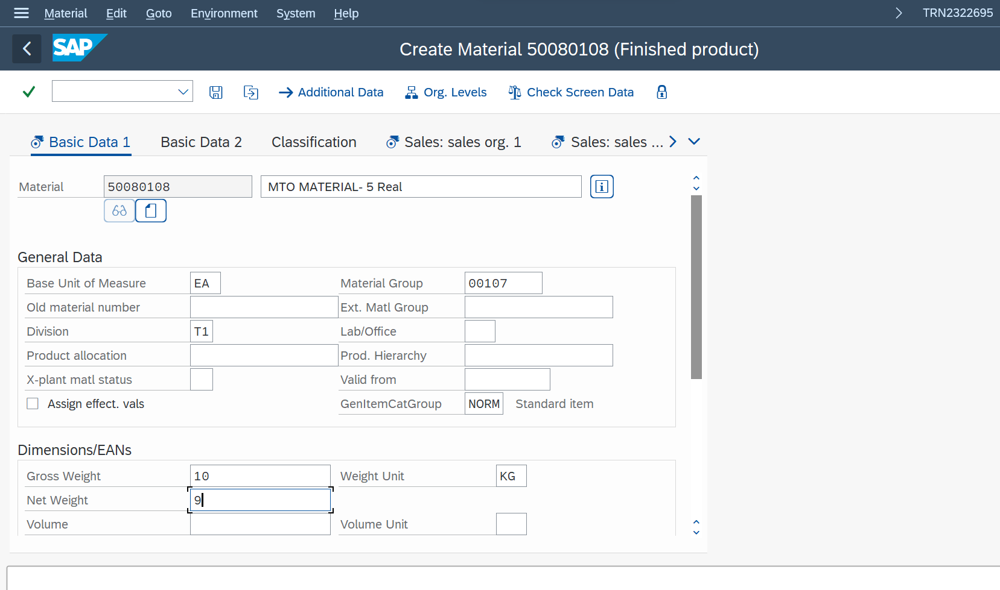 Material Edit Goto Environment System Help TRN2322695
SAP Create Material 50080108 (Finished product)
Additional Data Org. Levels Check Screen Data
Basic Data 1 Basic Data 2 Classification Sales: sales org. 1 Sales: sales ...
Material 50080108 MTO MATERIAL- 5 Real
General Data
Base Unit of Measure EA Material Group 00107
Old material number Ext. Matl Group
Division T1 Lab/Office
Product allocation Prod. Hierarchy
X-plant matl status Valid from
Assign effect. vals GenItemCatGroup NORM Standard item
Dimensions/EANs
Gross Weight 10 Weight Unit KG
Net Weight 9
Volume Volume Unit